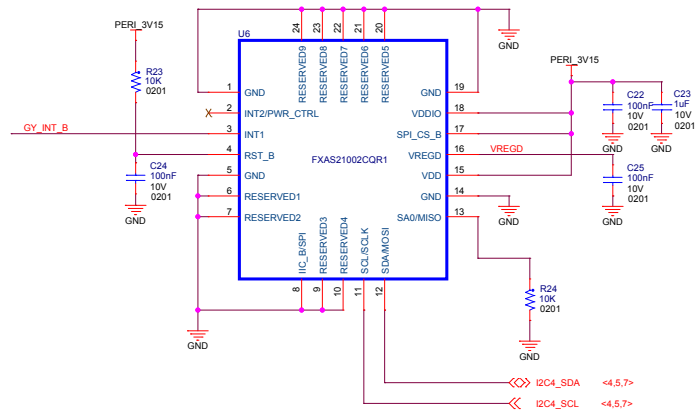 PERI_3V15
R23
10K
0201
GY_INT_B
C24
100nF
10V
0201
GND
U6
24 23 22 21 20
RESERVED9 RESERVED8 RESERVED7 RESERVED6 RESERVED5
GND
1 GND
2 INT2/PWR_CTRL
3 INT1
4 RST_B
5 GND
6 RESERVED1
7 RESERVED2
FXAS21002CQR1
GND 19
VDDIO 18
SPI_CS_B 17
VREGD 16 VREGD
VDD 15
GND 14
SA0/MISO 13
IIC_B/SPI RESERVED3 RESERVED4 SCL/SCLK SDA/MOSI
8 9 10 11 12
GND
PERI_3V15
C22
100nF
10V
0201
GND
C23
1uF
10V
0201
GND
C25
100nF
10V
0201
GND
GND
R24
10K
0201
GND
I2C4_SDA <4,5,7>
I2C4_SCL <4,5,7>